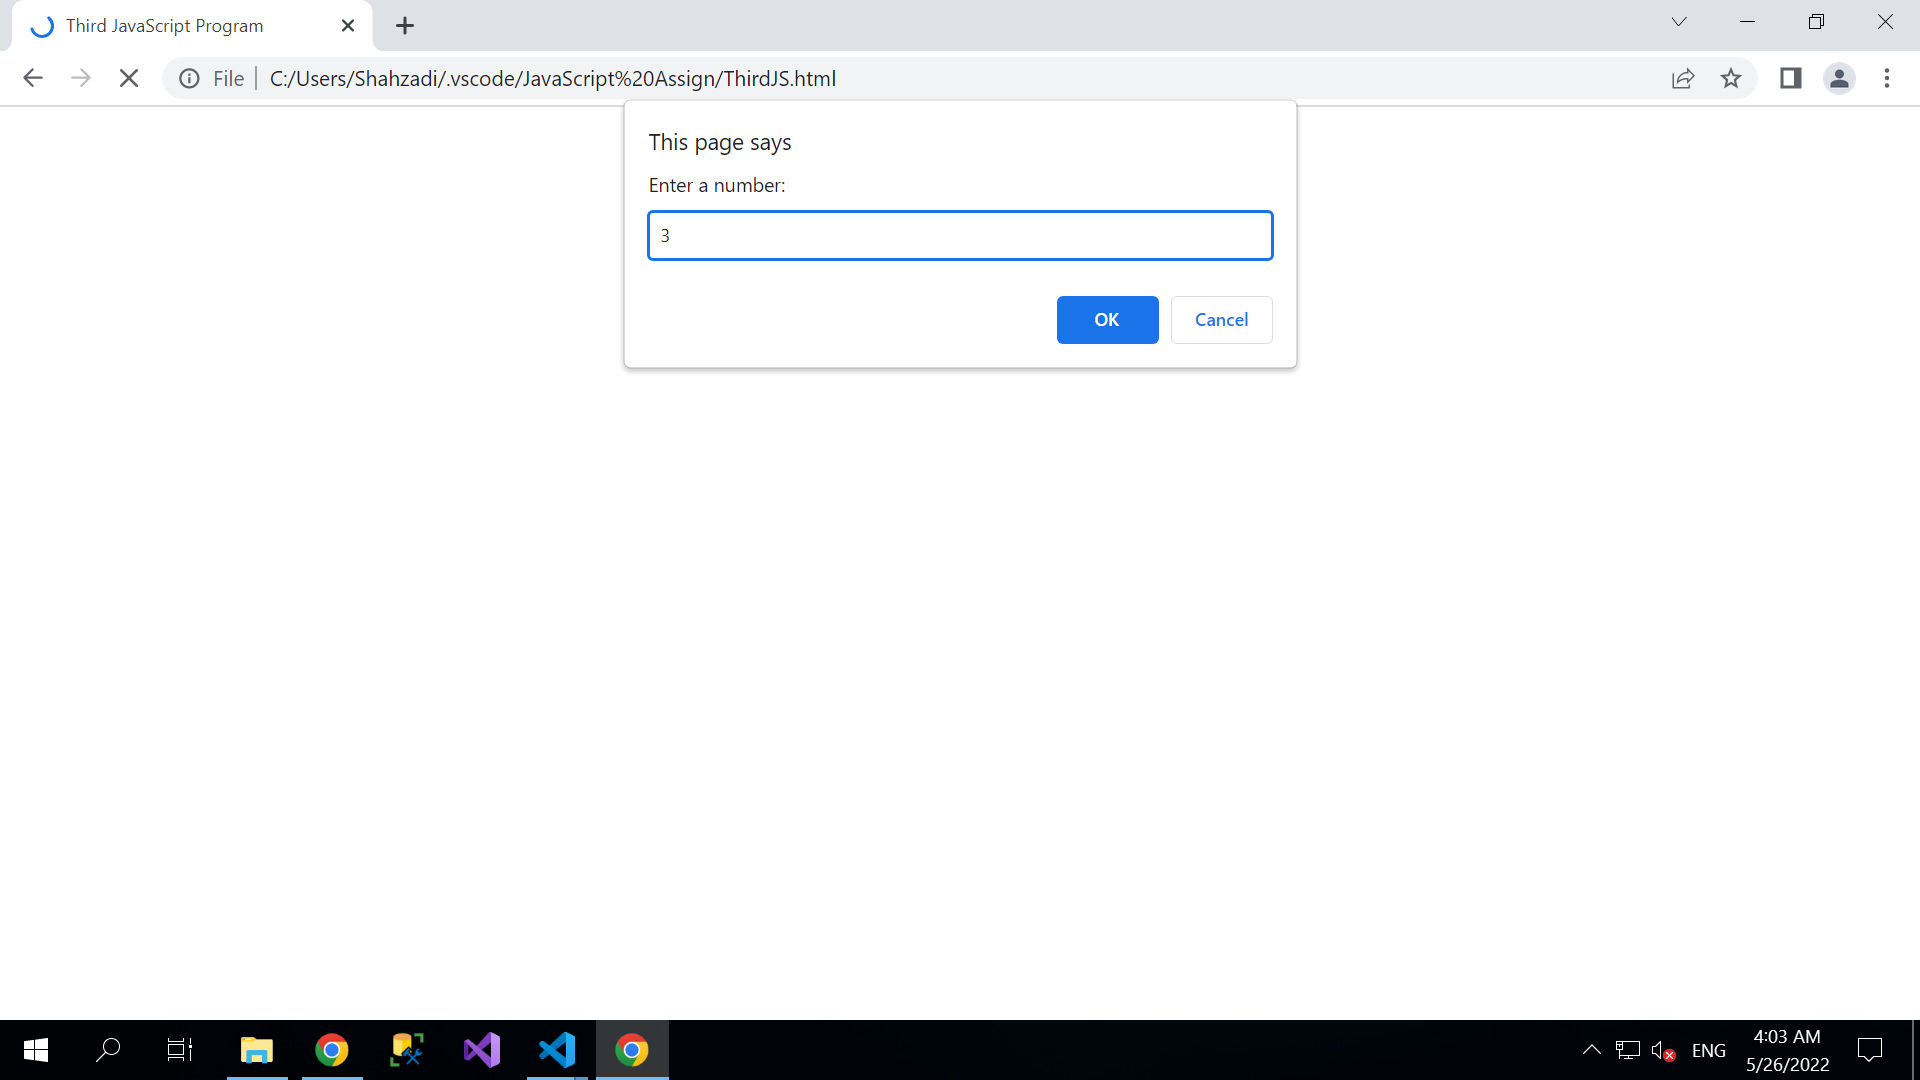 Third JavaScript Program
File
C:/Users/Shahzadi/.vscode/JavaScript%20Assign/ThirdJS.html
This page says
Enter a number:
3
OK
Cancel
ENG
4:03 AM
5/26/2022